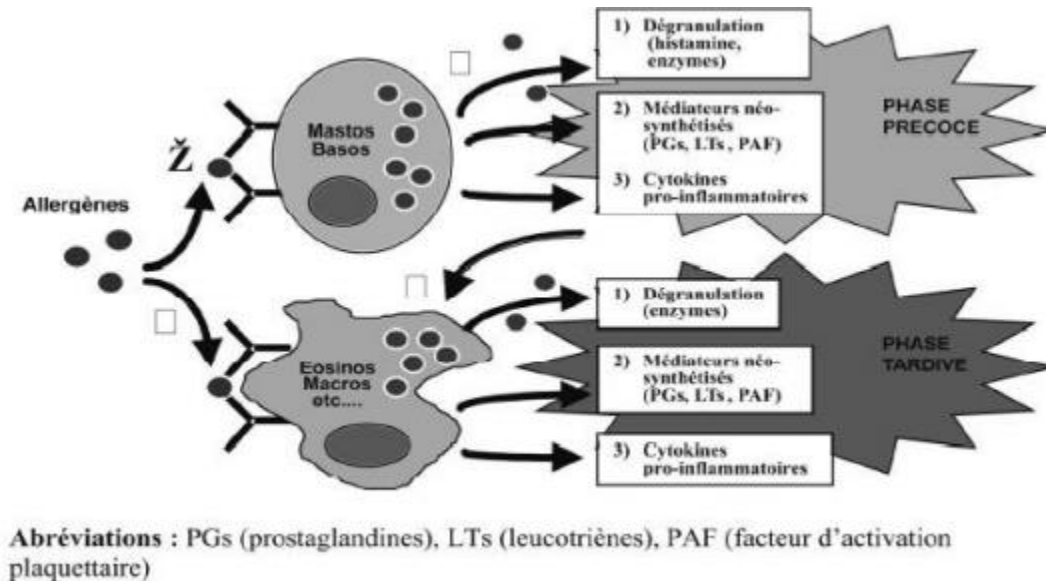 Allergènes
Ž
Mastos
Basos
1) Dégranulation
(histamine,
enzymes)
2) Médiateurs néo-
synthétisés
(PGs, LTs , PAF)
3) Cytokines
pro-inflammatoires
PHASE
PRECOCE
Eosinos
Macros
etc....
1) Dégranulation
(enzymes)
2) Médiateurs néo-
synthétisés
(PGs, LTs , PAF)
3) Cytokines
pro-inflammatoires
PHASE
TARDIVE
Abréviations : PGs (prostaglandines), LTs (leucotriènes), PAF (facteur d'activation
plaquettaire)